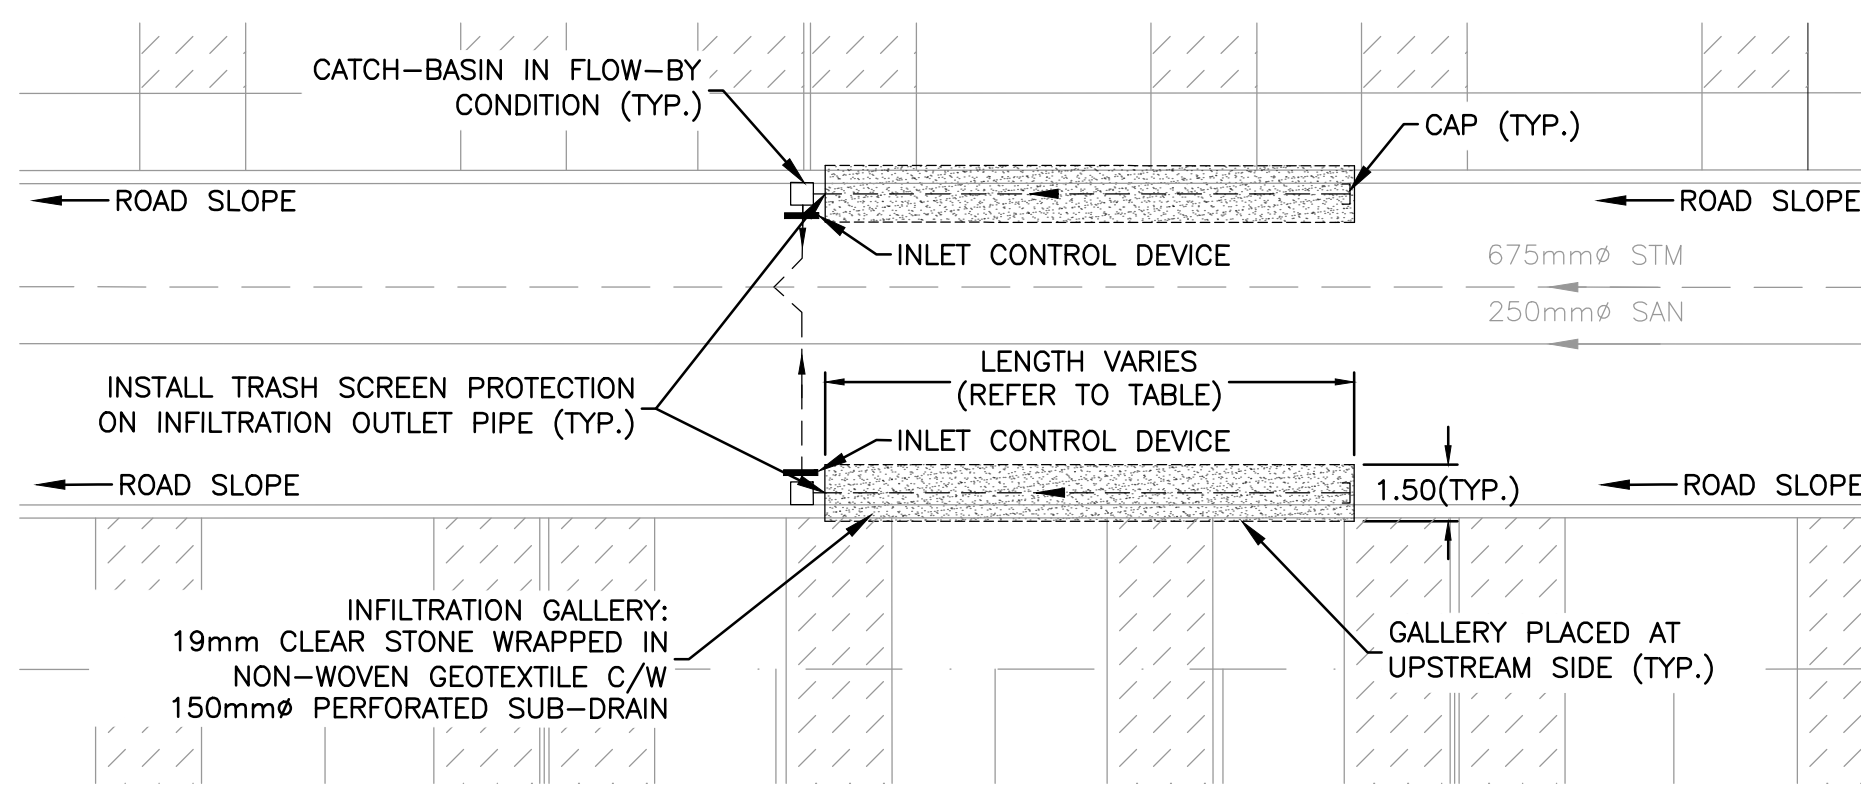 CATCH-BASIN IN FLOW-BY
CONDITION (TYP.)
CAP (TYP.)
ROAD SLOPE
ROAD SLOPE
INLET CONTROL DEVICE
675mmø STM
250mmø SAN
LENGTH VARIES
(REFER TO TABLE)
INSTALL TRASH SCREEN PROTECTION
ON INFILTRATION OUTLET PIPE (TYP.)
INLET CONTROL DEVICE
ROAD SLOPE
1.50(TYP.)
ROAD SLOPE
INFILTRATION GALLERY:
19mm CLEAR STONE WRAPPED IN
NON-WOVEN GEOTEXTILE C/W
150mmø PERFORATED SUB-DRAIN
GALLERY PLACED AT
UPSTREAM SIDE (TYP.)